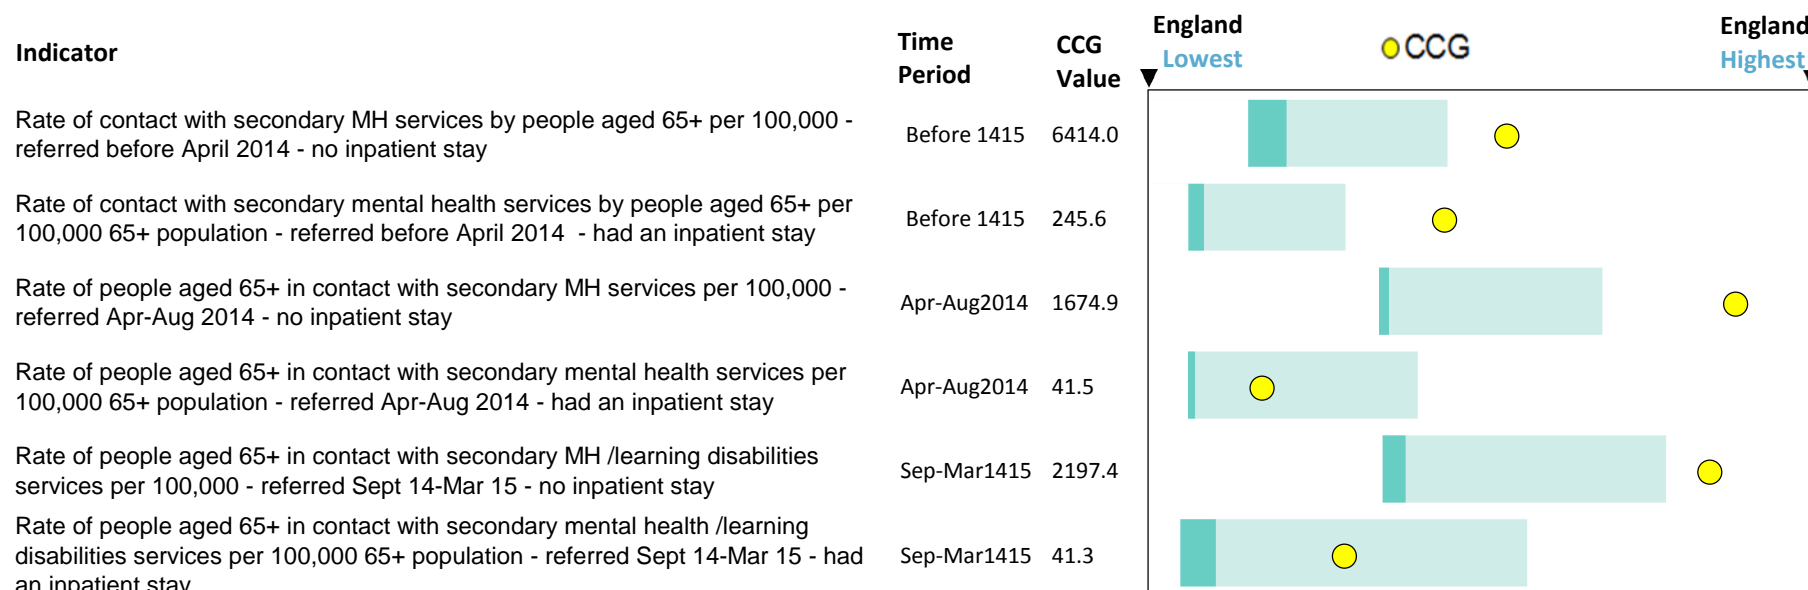 Indicator
Time Period
CCG Value
England Lowest
CCG
England Highest
Rate of contact with secondary MH services by people aged 65+ per 100,000 -
referred before April 2014 - no inpatient stay
Before 1415 6414.0
Rate of contact with secondary mental health services by people aged 65+ per
100,000 65+ population - referred before April 2014 - had an inpatient stay
Before 1415 245.6
Rate of people aged 65+ in contact with secondary MH services per 100,000 -
referred Apr-Aug 2014 - no inpatient stay
Apr-Aug2014 1674.9
Rate of people aged 65+ in contact with secondary mental health services per
100,000 65+ population - referred Apr-Aug 2014 - had an inpatient stay
Apr-Aug2014 41.5
Rate of people aged 65+ in contact with secondary MH /learning disabilities
services per 100,000 - referred Sept 14-Mar 15 - no inpatient stay
Sep-Mar1415 2197.4
Rate of people aged 65+ in contact with secondary mental health /learning
disabilities services per 100,000 65+ population - referred Sept 14-Mar 15 - had
an inpatient stay
Sep-Mar1415 41.3